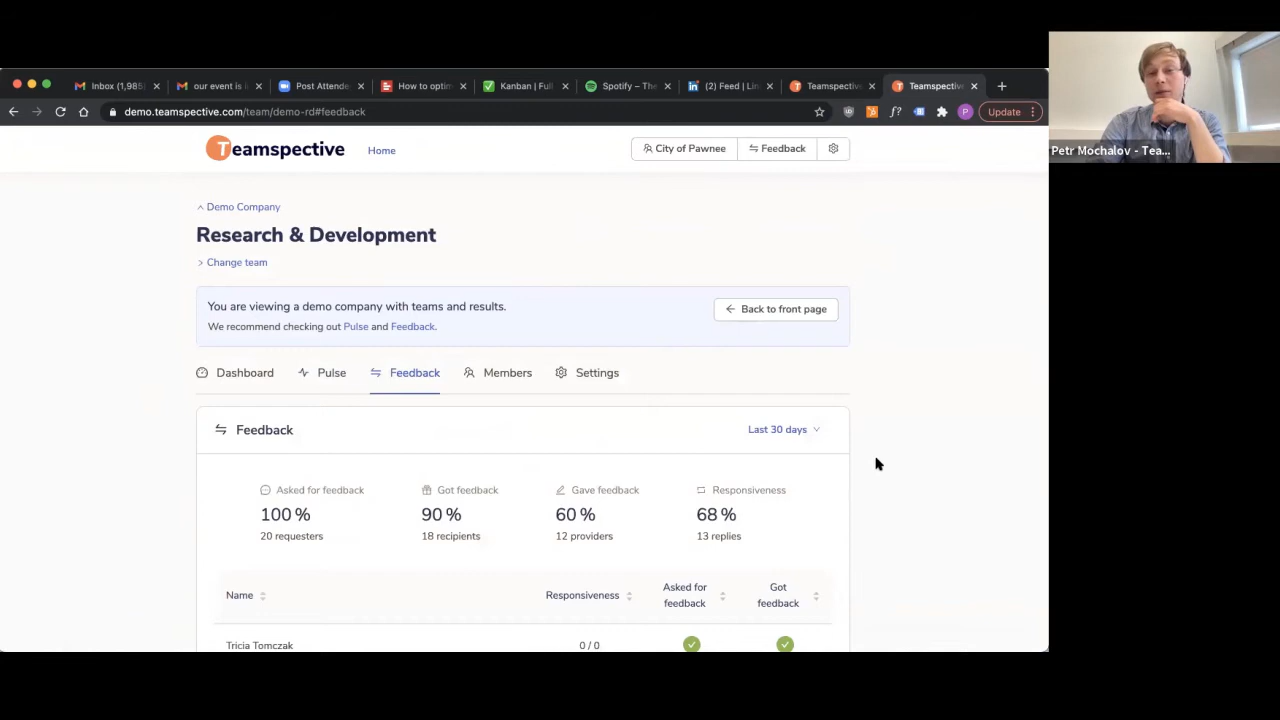 Inbox (1,985)
our event is i
Post Attende
How to optim
Kanban | Full
Spotify – The
(2) Feed | Lin
Teamspective
Teamspective
demo.teamspective.com/team/demo-rd#feedback
f?
P
Update
Petr Mochalov - Tea...
Teamspective
Home
City of Pawnee
Feedback
Demo Company
Research & Development
Change team
You are viewing a demo company with teams and results.
We recommend checking out Pulse and Feedback.
Back to front page
Dashboard
Pulse
Feedback
Members
Settings
Feedback
Last 30 days
Asked for feedback
Got feedback
Gave feedback
Responsiveness
100 %
90 %
60 %
68 %
20 requesters
18 recipients
12 providers
13 replies
Name
Responsiveness
Asked for
feedback
Got
feedback
Tricia Tomczak
0 / 0